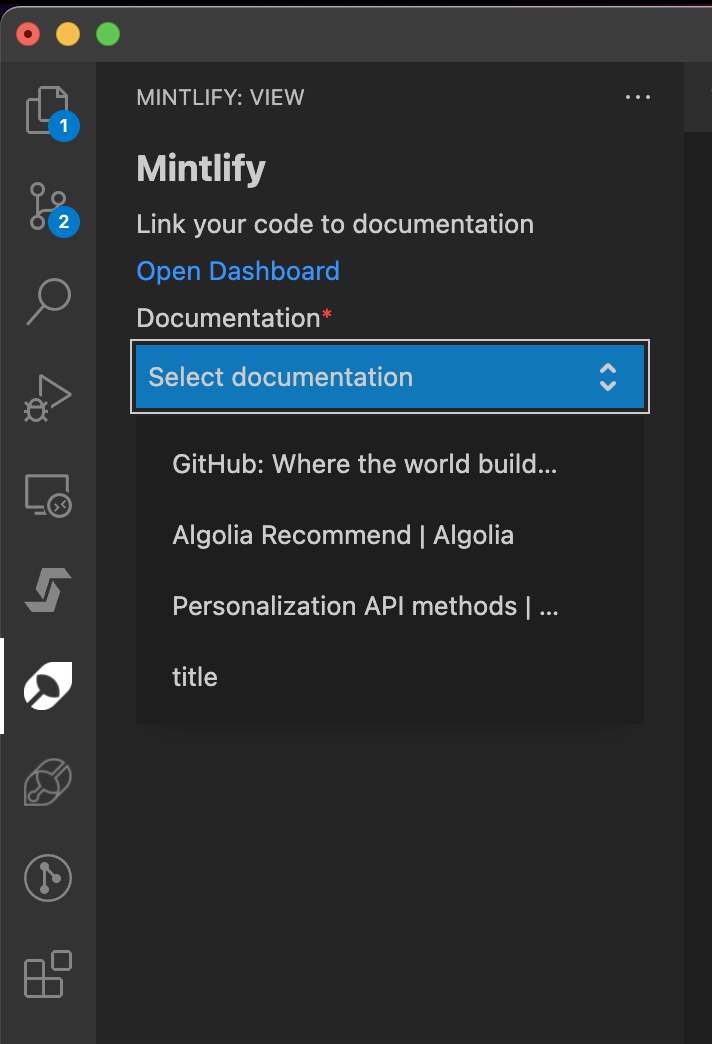 MINTLIFY: VIEW ...
1
2
Mintlify
Link your code to documentation
Open Dashboard
Documentation*
Select documentation
GitHub: Where the world build...
Algolia Recommend | Algolia
Personalization API methods | ...
title